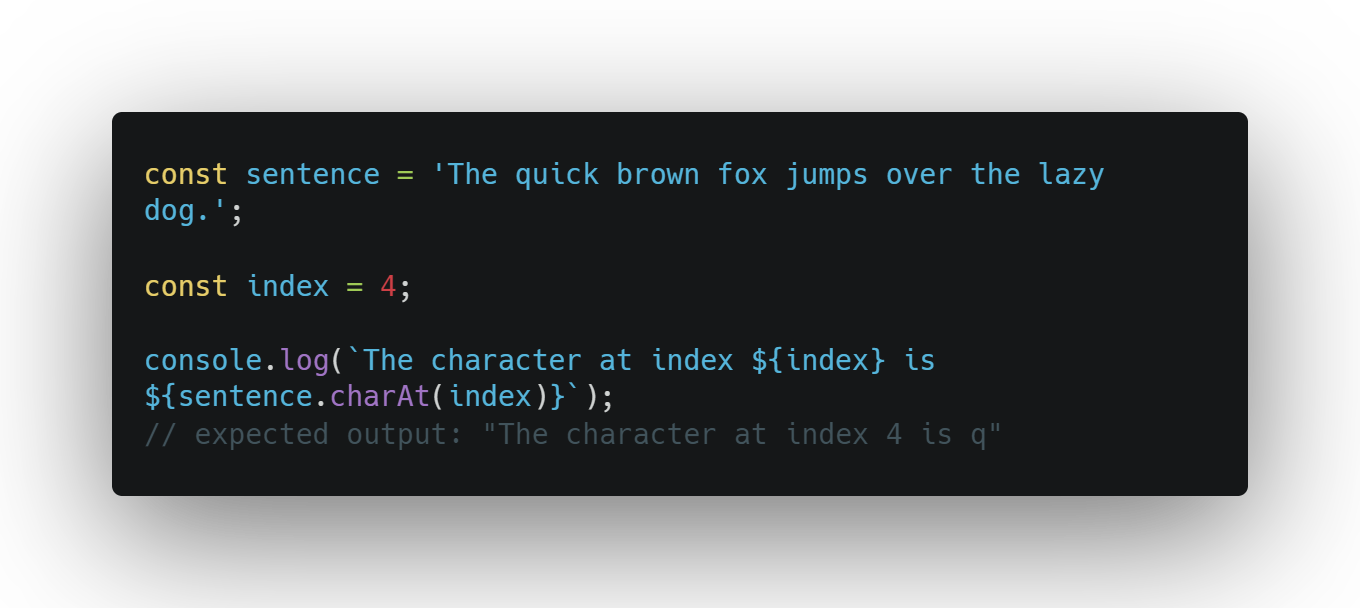 const sentence = 'The quick brown fox jumps over the lazy
dog.';
const index = 4;
console.log(`The character at index ${index} is
${sentence.charAt(index)}`);
// expected output: "The character at index 4 is q"